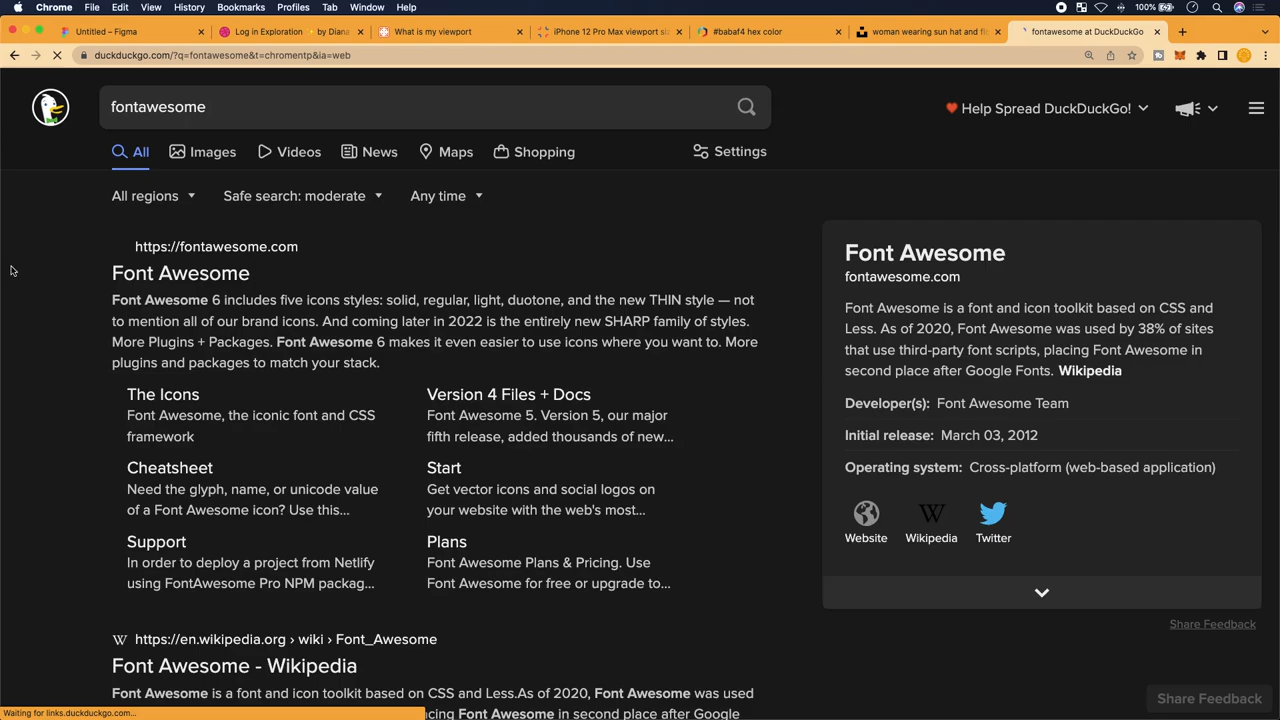 Chrome File Edit View History Bookmarks Profiles Tab Window Help 100%
Untitled – Figma Log in Exploration by Diana What is my viewport iPhone 12 Pro Max viewport si #babaf4 hex color woman wearing sun hat and fl fontawesome at DuckDuckGo
duckduckgo.com/?q=fontawesome&t=chromentp&ia=web
fontawesome
Help Spread DuckDuckGo!
All Images Videos News Maps Shopping Settings
All regions Safe search: moderate Any time
https://fontawesome.com
Font Awesome
Font Awesome 6 includes five icons styles: solid, regular, light, duotone, and the new THIN style — not
to mention all of our brand icons. And coming later in 2022 is the entirely new SHARP family of styles.
More Plugins + Packages. Font Awesome 6 makes it even easier to use icons where you want to. More
plugins and packages to match your stack.
The Icons
Font Awesome, the iconic font and CSS
framework
Version 4 Files + Docs
Font Awesome 5. Version 5, our major
fifth release, added thousands of new...
Cheatsheet
Need the glyph, name, or unicode value
of a Font Awesome icon? Use this...
Start
Get vector icons and social logos on
your website with the web's most...
Support
In order to deploy a project from Netlify
using FontAwesome Pro NPM packag...
Plans
Font Awesome Plans & Pricing. Use
Font Awesome for free or upgrade to...
https://en.wikipedia.org › wiki › Font_Awesome
Font Awesome - Wikipedia
Font Awesome is a font and icon toolkit based on CSS and Less.As of 2020, Font Awesome was used
Font Awesome in second place after Google
Font Awesome
fontawesome.com
Font Awesome is a font and icon toolkit based on CSS and
Less. As of 2020, Font Awesome was used by 38% of sites
that use third-party font scripts, placing Font Awesome in
second place after Google Fonts. Wikipedia
Developer(s): Font Awesome Team
Initial release: March 03, 2012
Operating system: Cross-platform (web-based application)
Website Wikipedia Twitter
Share Feedback
Share Feedback
Waiting for links.duckduckgo.com...